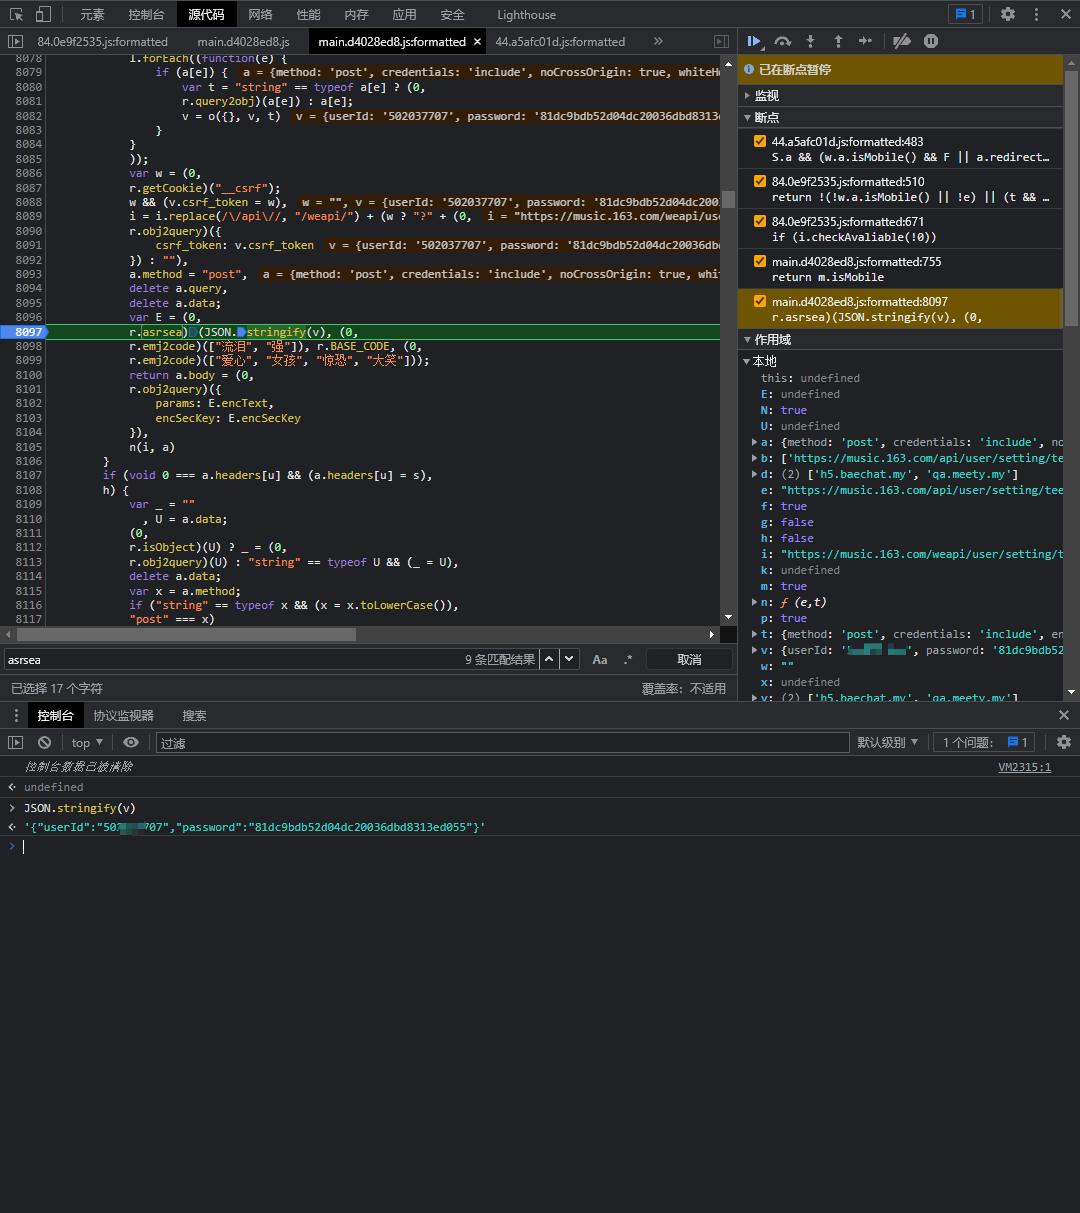 元素 控制台 源代码 网络 性能 内存 应用 安全 Lighthouse 1
84.0e9f2535.js:formatted main.d4028ed8.js main.d4028ed8.js:formatted × 44.a5afc01d.js:formatted »
8078 l.forEach((function(e) {
8079 if (a[e]) { a = {method: 'post', credentials: 'include', noCrossOrigin: true, whiteHo
8080 var t = "string" == typeof a[e] ? (0,
8081 r.query2obj)(a[e]) : a[e];
8082 v = o({}, v, t) v = {userId: '502037707', password: '81dc9bdb52d04dc20036dbd8313e
8083 }
8084 }
8085 ));
8086 var w = (0,
8087 r.getCookie)("__csrf");
8088 w && (v.csrf_token = w), w = "", v = {userId: '502037707', password: '81dc9bdb52d04dc2003
8089 i = i.replace(/\/api\//, "/weapi/") + (w ? "?" + (0, i = "https://music.163.com/weapi/use
8090 r.obj2query)({
8091 csrf_token: v.csrf_token v = {userId: '502037707', password: '81dc9bdb52d04dc20036db
8092 }) : ""),
8093 a.method = "post", a = {method: 'post', credentials: 'include', noCrossOrigin: true, whit
8094 delete a.query,
8095 delete a.data;
8096 var E = (0,
8097 r.asrsea)(JSON.stringify(v), (0,
8098 r.emj2code)(["流泪", "强"]), r.BASE_CODE, (0,
8099 r.emj2code)(["爱心", "女孩", "惊恐", "大笑"]));
8100 return a.body = (0,
8101 r.obj2query)({
8102 params: E.encText,
8103 encSecKey: E.encSecKey
8104 }),
8105 n(i, a)
8106 }
8107 if (void 0 === a.headers[u] && (a.headers[u] = s),
8108 h) {
8109 var _ = ""
8110 , U = a.data;
8111 (0,
8112 r.isObject)(U) ? _ = (0,
8113 r.obj2query)(U) : "string" == typeof U && (_ = U),
8114 delete a.data;
8115 var x = a.method;
8116 if ("string" == typeof x && (x = x.toLowerCase()),
8117 "post" === x)
asrsea 9 条匹配结果 Aa .* 取消
已选择 17 个字符 覆盖率：不适用
已在断点暂停
监视
断点
44.a5afc01d.js:formatted:483
S.a && (w.a.isMobile() && F || a.redirect…
84.0e9f2535.js:formatted:510
return !(!w.a.isMobile() || !e) || (t && …
84.0e9f2535.js:formatted:671
if (i.checkAvaliable(!0))
main.d4028ed8.js:formatted:755
return m.isMobile
main.d4028ed8.js:formatted:8097
r.asrsea)(JSON.stringify(v), (0,
作用域
本地
this: undefined
E: undefined
N: true
U: undefined
a: {method: 'post', credentials: 'include', no
b: ['https://music.163.com/api/user/setting/tee
d: (2) ['h5.baechat.my', 'qa.meety.my']
e: "https://music.163.com/api/user/setting/tee
f: true
g: false
h: false
i: "https://music.163.com/weapi/user/setting/t
k: undefined
m: true
n: ƒ (e,t)
p: true
t: {method: 'post', credentials: 'include', en
v: {userId: ' ', password: '81dc9bdb52
w: ""
x: undefined
y: (2) ['h5.baechat.my', 'qa.meety.my']
控制台 协议监视器 搜索 ×
top ▼ 过滤 默认级别 ▼ 1 个问题： 1
控制台数据已被清除 VM2315:1
undefined
JSON.stringify(v)
'{"userId":"50 707","password":"81dc9bdb52d04dc20036dbd8313ed055"}'